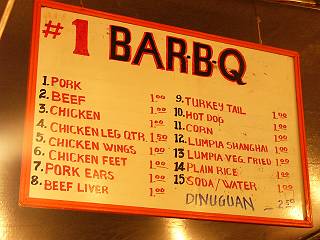 #1 BAR-B-Q
1. PORK
2. BEEF 1.00
3. CHICKEN 1.00
4. CHICKEN LEG QTR. 1.50
5. CHICKEN WINGS 1.00
6. CHICKEN FEET 1.00
7. PORK EARS 1.00
8. BEEF LIVER 1.00
9. TURKEY TAIL 1.00
10. HOT DOG 1.00
11. CORN 1.00
12. LUMPIA SHANGHAI 1.00
13 LUMPIA VEG. FRIED 1.00
14 PLAIN RICE 1.00
15 SODA/WATER 1.00
DINUGUAN - 2.50